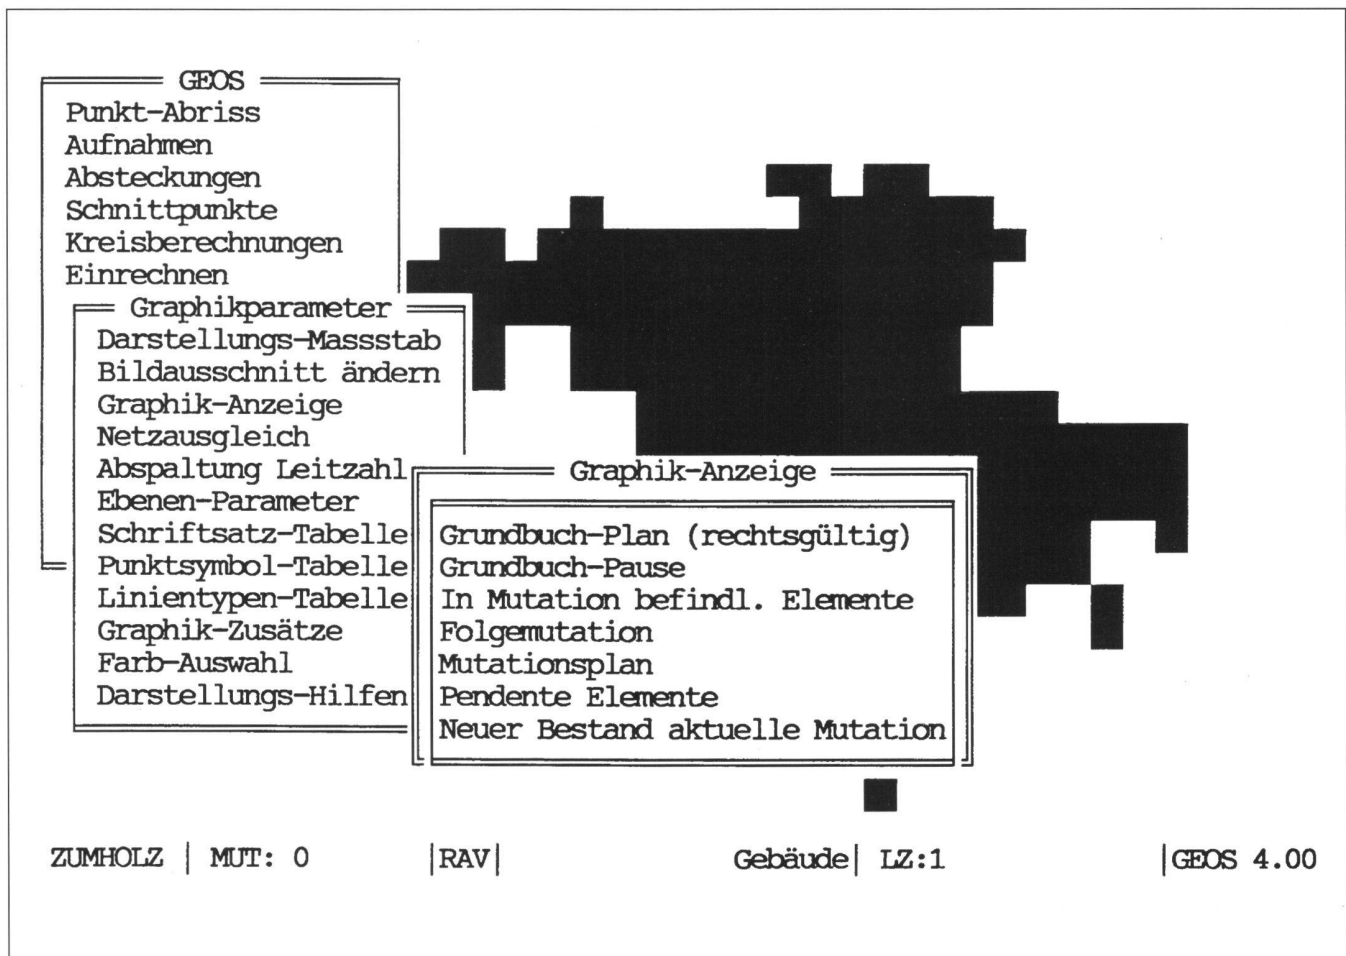 GEOS
Punkt-Abriss
Aufnahmen
Absteckungen
Schnittpunkte
Kreisberechnungen
Einrechnen
Graphikparameter
Darstellungs-Massstab
Bildausschnitt ändern
Graphik-Anzeige
Netzausgleich
Abspaltung Leitzahl
Ebenen-Parameter
Schriftsatz-Tabelle
Punktsymbol-Tabelle
Linientypen-Tabelle
Graphik-Zusätze
Farb-Auswahl
Darstellungs-Hilfen
Graphik-Anzeige
Grundbuch-Plan (rechtsgültig)
Grundbuch-Pause
In Mutation befindl. Elemente
Folgemutation
Mutationsplan
Pendente Elemente
Neuer Bestand aktuelle Mutation
ZUMHOLZ | MUT: 0 |RAV| Gebäude| LZ:1 |GEOS 4.00